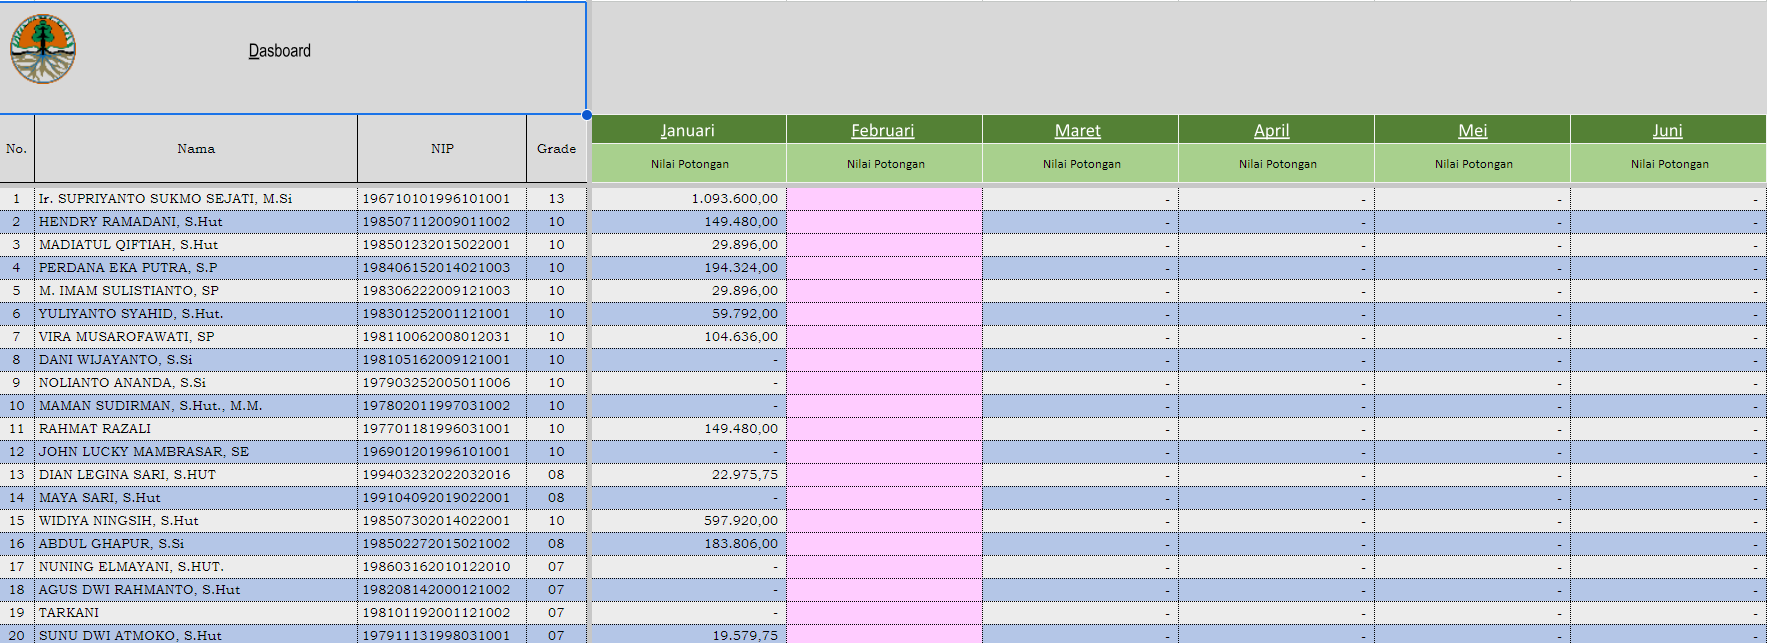 Dasboard
Januari Februari Maret April Mei Juni
No. Nama NIP Grade
Nilai Potongan Nilai Potongan Nilai Potongan Nilai Potongan Nilai Potongan Nilai Potongan
1 Ir. SUPRIYANTO SUKMO SEJATI, M.Si 196710101996101001 13 1.093.600,00 - - - -
2 HENDRY RAMADANI, S.Hut 198507112009011002 10 149.480,00 - - - -
3 MADIATUL QIFTIAH, S.Hut 198501232015022001 10 29.896,00 - - - -
4 PERDANA EKA PUTRA, S.P 198406152014021003 10 194.324,00 - - - -
5 M. IMAM SULISTIANTO, SP 198306222009121003 10 29.896,00 - - - -
6 YULIYANTO SYAHID, S.Hut. 198301252001121001 10 59.792,00 - - - -
7 VIRA MUSAROFAWATI, SP 198110062008012031 10 104.636,00 - - - -
8 DANI WIJAYANTO, S.Si 198105162009121001 10 - - - - -
9 NOLIANTO ANANDA, S.Si 197903252005011006 10 - - - - -
10 MAMAN SUDIRMAN, S.Hut., M.M. 197802011997031002 10 - - - - -
11 RAHMAT RAZALI 197701181996031001 10 149.480,00 - - - -
12 JOHN LUCKY MAMBRASAR, SE 196901201996101001 10 - - - - -
13 DIAN LEGINA SARI, S.HUT 199403232022032016 08 22.975,75 - - - -
14 MAYA SARI, S.Hut 199104092019022001 08 - - - - -
15 WIDIYA NINGSIH, S.Hut 198507302014022001 10 597.920,00 - - - -
16 ABDUL GHAPUR, S.Si 198502272015021002 08 183.806,00 - - - -
17 NUNING ELMAYANI, S.HUT. 198603162010122010 07 - - - - -
18 AGUS DWI RAHMANTO, S.Hut 198208142000121002 07 - - - - -
19 TARKANI 198101192001121002 07 - - - - -
20 SUNU DWI ATMOKO, S.Hut 197911131998031001 07 19.579,75 - - - -